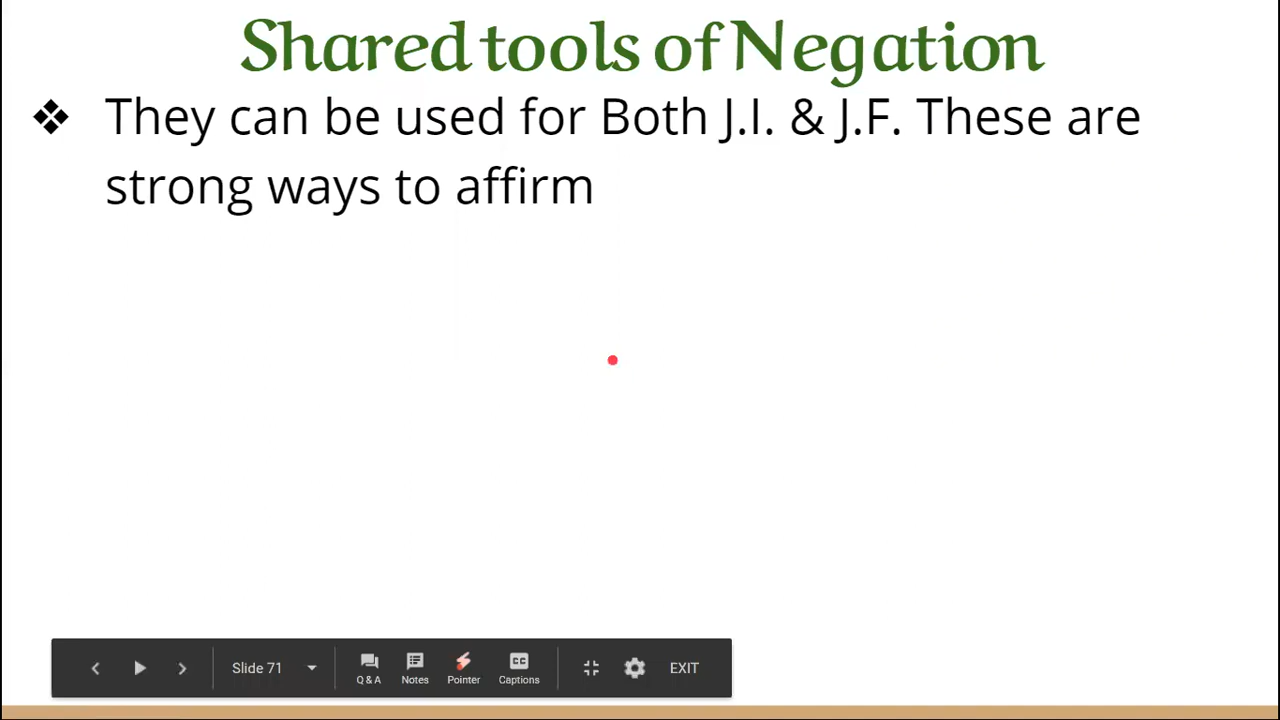 Shared tools of Negation
❖ They can be used for Both J.I. & J.F. These are
strong ways to affirm
Slide 71
Q & A Notes Pointer Captions
CC
EXIT